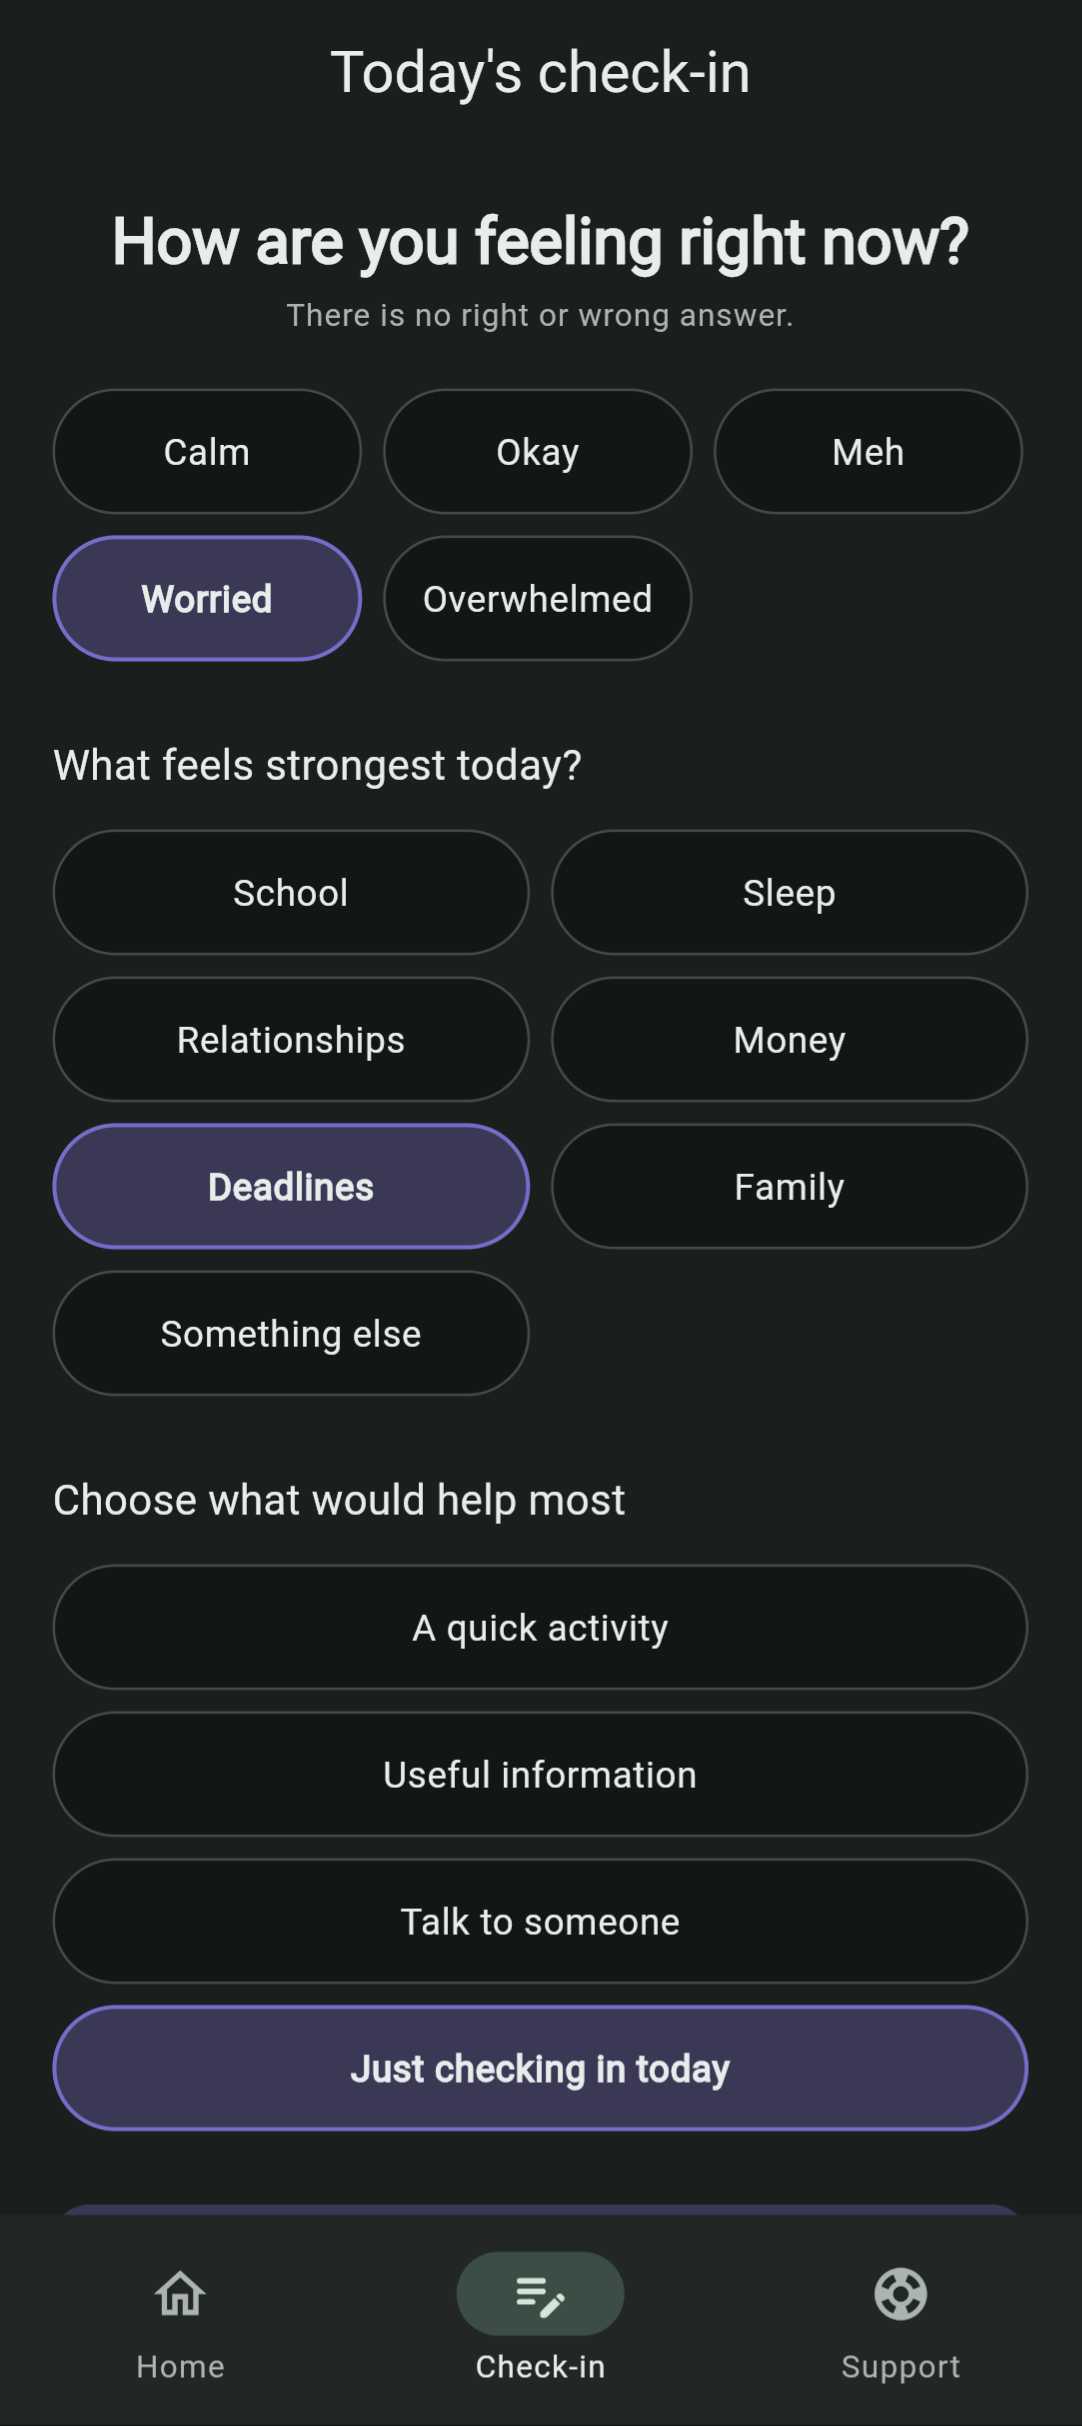 Today's check-in
How are you feeling right now?
There is no right or wrong answer.
Calm
Okay
Meh
Worried
Overwhelmed
What feels strongest today?
School
Sleep
Relationships
Money
Deadlines
Family
Something else
Choose what would help most
A quick activity
Useful information
Talk to someone
Just checking in today
Home
Check-in
Support